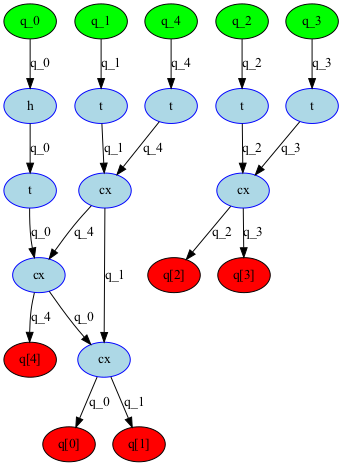 q_0 q_1 q_4 q_2 q_3
q_0 q_1 q_4 q_2 q_3
h t t t t
q_0 q_1 q_4 q_2 q_3
t cx cx
q_0 q_4 q_1 q_2 q_3
cx q[2] q[3]
q_4 q_0
q[4] cx
q_0 q_1
q[0] q[1]